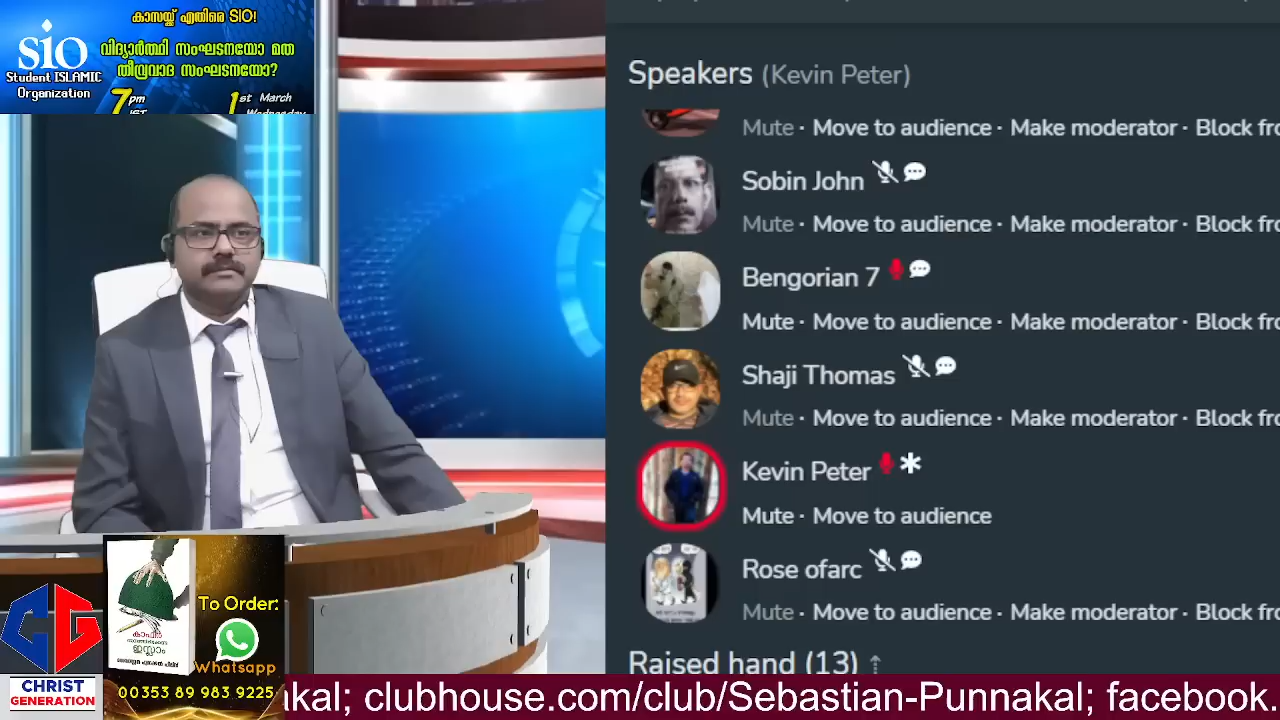 കാസയ്ക്ക് എതിരെ SIO!
SiO
Student ISLAMIC
Organization
വിദ്യാർത്ഥി സംഘടനയോ മത
തീവ്രവാദ സംഘടനയോ?
7pm
IST
1st March
Wednesday
Speakers (Kevin Peter)
Mute · Move to audience · Make moderator · Block fro
Sobin John
Mute · Move to audience · Make moderator · Block fro
Bengorian 7
Mute · Move to audience · Make moderator · Block fro
Shaji Thomas
Mute · Move to audience · Make moderator · Block fro
Kevin Peter
Mute · Move to audience
Rose ofarc
Mute · Move to audience · Make moderator · Block fro
Raised hand (13)
CG
CHRIST
GENERATION
കാഫിർ
ഇസ്ലാം
To Order:
Whatsapp
00353 89 983 9225
kal; clubhouse.com/club/Sebastian-Punnakal; facebook.